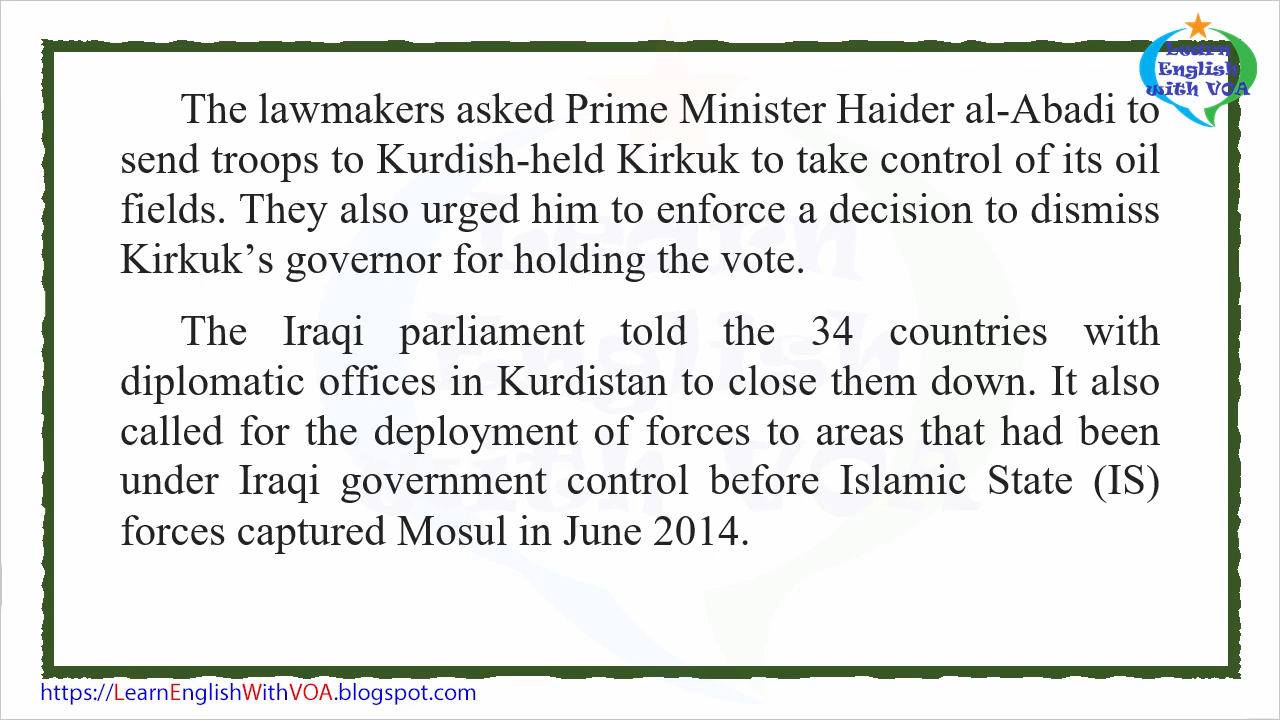 Learn
English
with VOA
The lawmakers asked Prime Minister Haider al-Abadi to
send troops to Kurdish-held Kirkuk to take control of its oil
fields. They also urged him to enforce a decision to dismiss
Kirkuk’s governor for holding the vote.
The Iraqi parliament told the 34 countries with
diplomatic offices in Kurdistan to close them down. It also
called for the deployment of forces to areas that had been
under Iraqi government control before Islamic State (IS)
forces captured Mosul in June 2014.
https://LearnEnglishWithVOA.blogspot.com